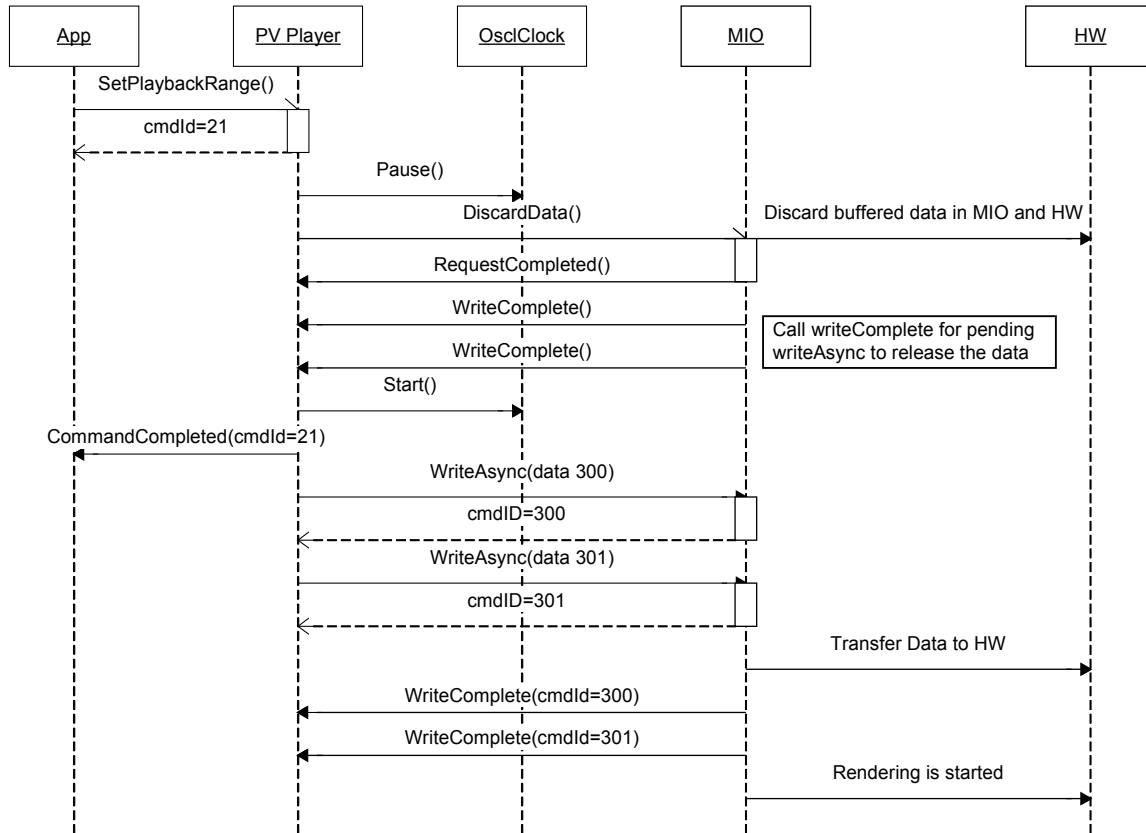 App
PV Player
OsclClock
MIO
HW
SetPlaybackRange()
cmdId=21
Pause()
DiscardData()
Discard buffered data in MIO and HW
RequestCompleted()
WriteComplete()
Call writeComplete for pending
writeAsync to release the data
WriteComplete()
Start()
CommandCompleted(cmdId=21)
WriteAsync(data 300)
cmdID=300
WriteAsync(data 301)
cmdID=301
Transfer Data to HW
WriteComplete(cmdId=300)
WriteComplete(cmdId=301)
Rendering is started